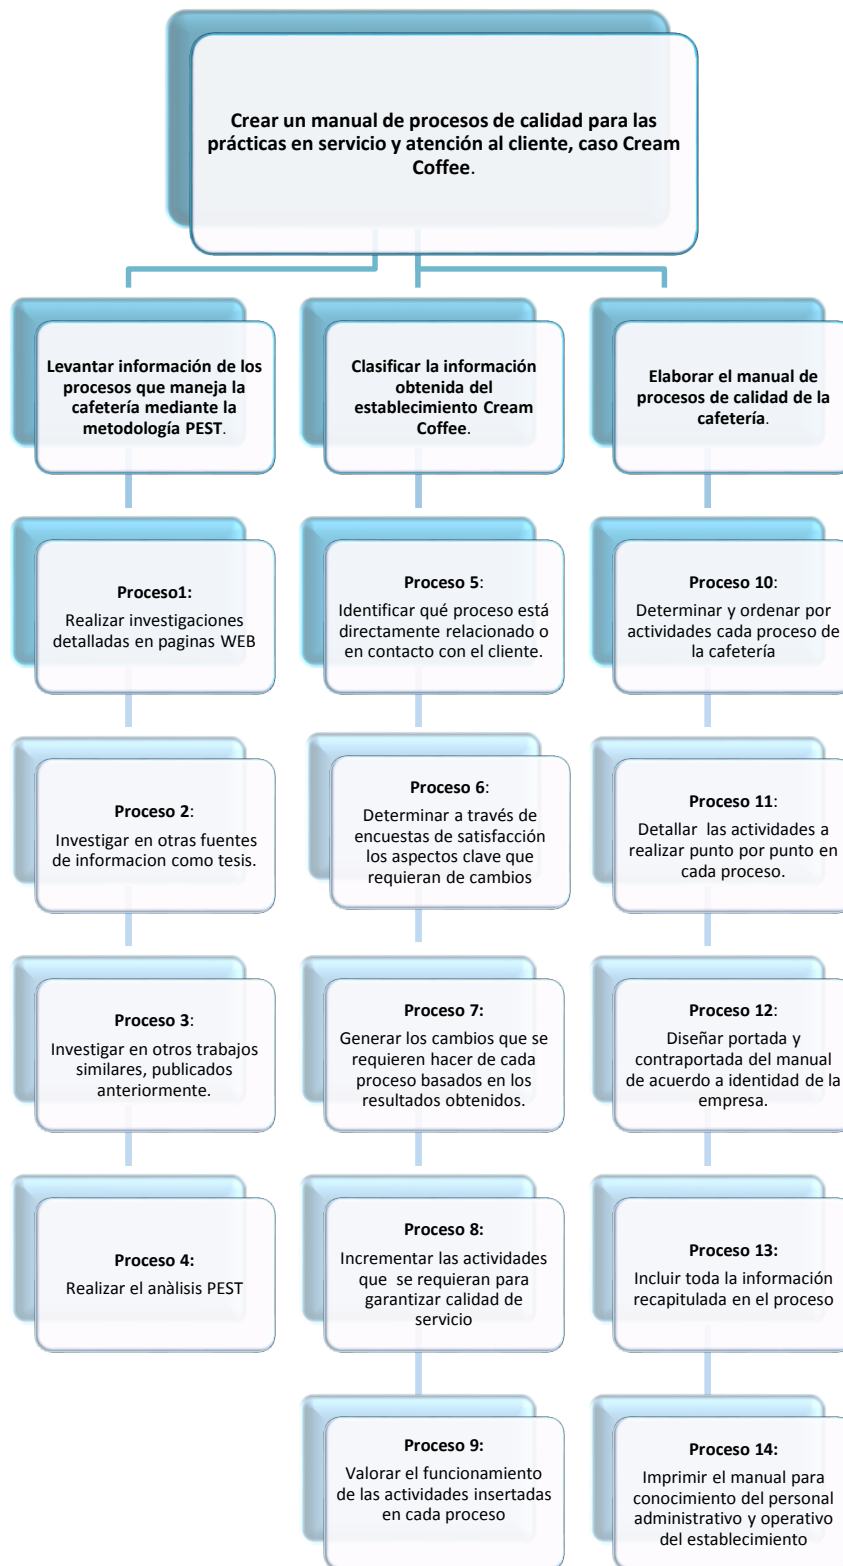 Crear un manual de procesos de calidad para las
prácticas en servicio y atención al cliente, caso Cream
Coffee.
Levantar información de los
procesos que maneja la
cafetería mediante la
metodología PEST.
Proceso1:
Realizar investigaciones
detalladas en paginas WEB
Proceso 2:
Investigar en otras fuentes
de informacion como tesis.
Proceso 3:
Investigar en otros trabajos
similares, publicados
anteriormente.
Proceso 4:
Realizar el anàlisis PEST
Clasificar la información
obtenida del
establecimiento Cream
Coffee.
Proceso 5:
Identificar qué proceso está
directamente relacionado o
en contacto con el cliente.
Proceso 6:
Determinar a través de
encuestas de satisfacción
los aspectos clave que
requieran de cambios
Proceso 7:
Generar los cambios que se
requieren hacer de cada
proceso basados en los
resultados obtenidos.
Proceso 8:
Incrementar las actividades
que se requieran para
garantizar calidad de
servicio
Proceso 9:
Valorar el funcionamiento
de las actividades insertadas
en cada proceso
Elaborar el manual de
procesos de calidad de la
cafetería.
Proceso 10:
Determinar y ordenar por
actividades cada proceso de
la cafetería
Proceso 11:
Detallar las actividades a
realizar punto por punto en
cada proceso.
Proceso 12:
Diseñar portada y
contraportada del manual
de acuerdo a identidad de la
empresa.
Proceso 13:
Incluir toda la información
recapitulada en el proceso
Proceso 14:
Imprimir el manual para
conocimiento del personal
administrativo y operativo
del establecimiento